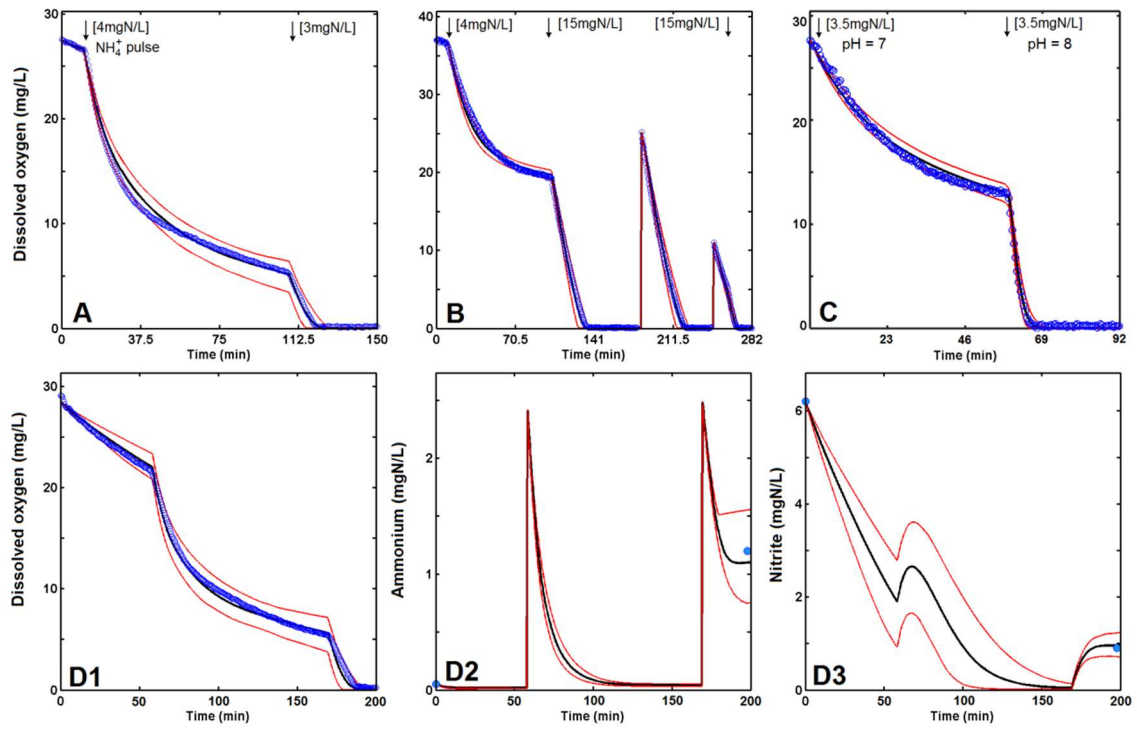 [4mgN/L] [3mgN/L]
NH₄⁺ pulse
30
20
10
0
Dissolved oxygen (mg/L)
A
37.5 75 112.5 150
Time (min)
[4mgN/L] [15mgN/L] [15mgN/L]
40
30
20
10
0
B
70.5 141 211.5 282
Time (min)
[3.5mgN/L] [3.5mgN/L]
pH = 7 pH = 8
30
20
10
0
C
23 46 69 92
Time (min)
30
20
10
0
Dissolved oxygen (mg/L)
D1
0 50 100 150 200
Time (min)
2
1
0
Ammonium (mgN/L)
D2
0 50 100 150 200
Time (min)
6
4
2
0
Nitrite (mgN/L)
D3
0 50 100 150 200
Time (min)